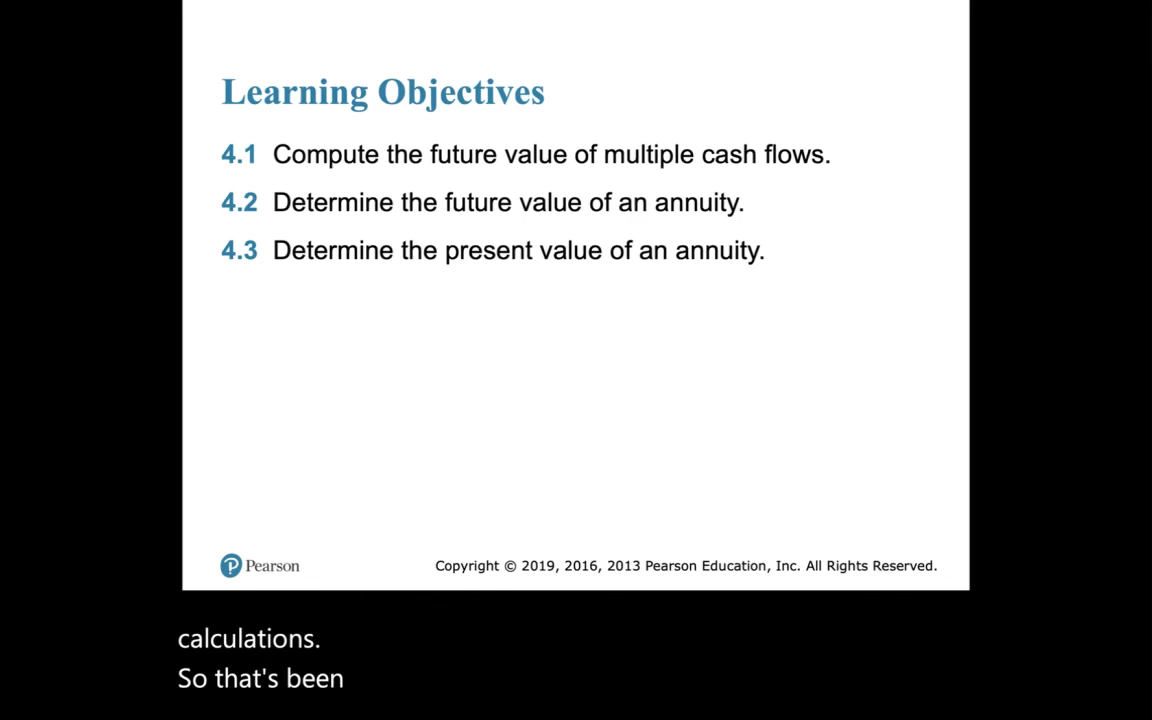 Learning Objectives
4.1 Compute the future value of multiple cash flows.
4.2 Determine the future value of an annuity.
4.3 Determine the present value of an annuity.
Pearson
Copyright © 2019, 2016, 2013 Pearson Education, Inc. All Rights Reserved.
calculations.
So that's been